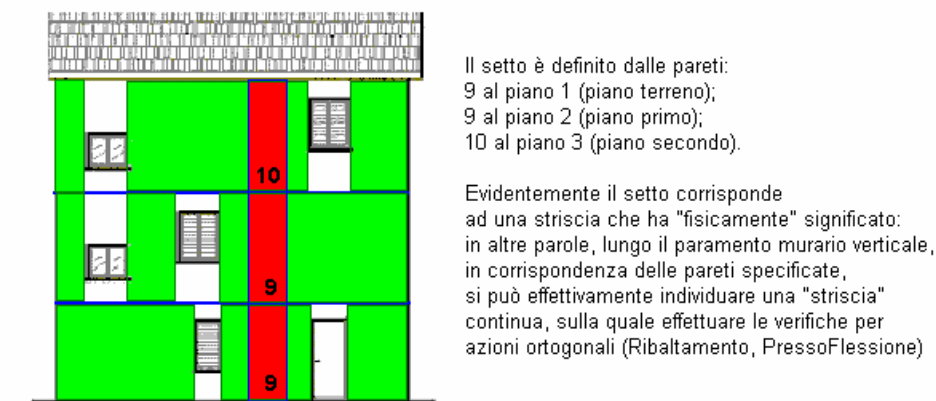 Il setto è definito dalle pareti:
9 al piano 1 (piano terreno);
9 al piano 2 (piano primo);
10 al piano 3 (piano secondo).
Evidentemente il setto corrisponde
ad una striscia che ha "fisicamente" significato:
in altre parole, lungo il paramento murario verticale,
in corrispondenza delle pareti specificate,
si può effettivamente individuare una "striscia"
continua, sulla quale effettuare le verifiche per
azioni ortogonali (Ribaltamento, PressoFlessione)
10
9
9